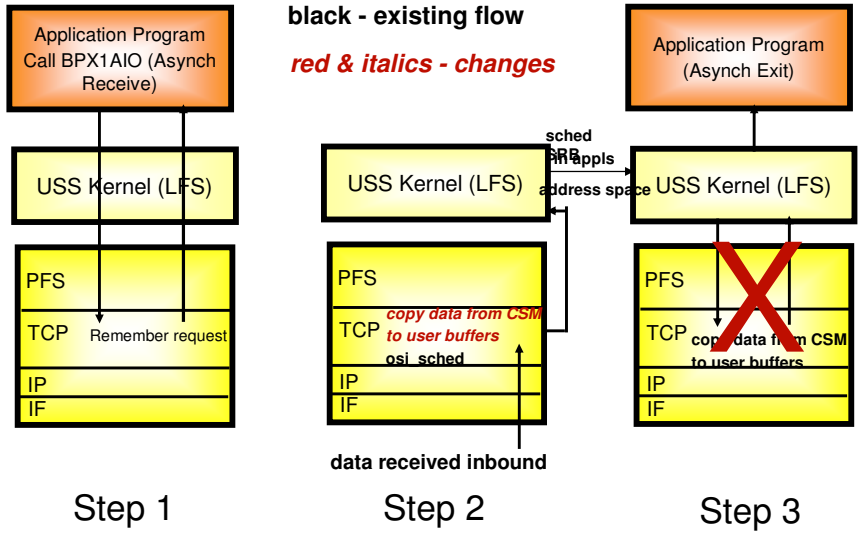 black - existing flow
red & italics - changes
Application Program
Call BPX1AIO (Asynch
Receive)
USS Kernel (LFS)
PFS
TCP
Remember request
IP
IF
Step 1
USS Kernel (LFS)
sched
SRB
in appls
address space
PFS
TCP
copy data from CSM
to user buffers
osi_sched
IP
IF
data received inbound
Step 2
Application Program
(Asynch Exit)
USS Kernel (LFS)
PFS
TCP
copy data from CSM
to user buffers
IP
IF
Step 3